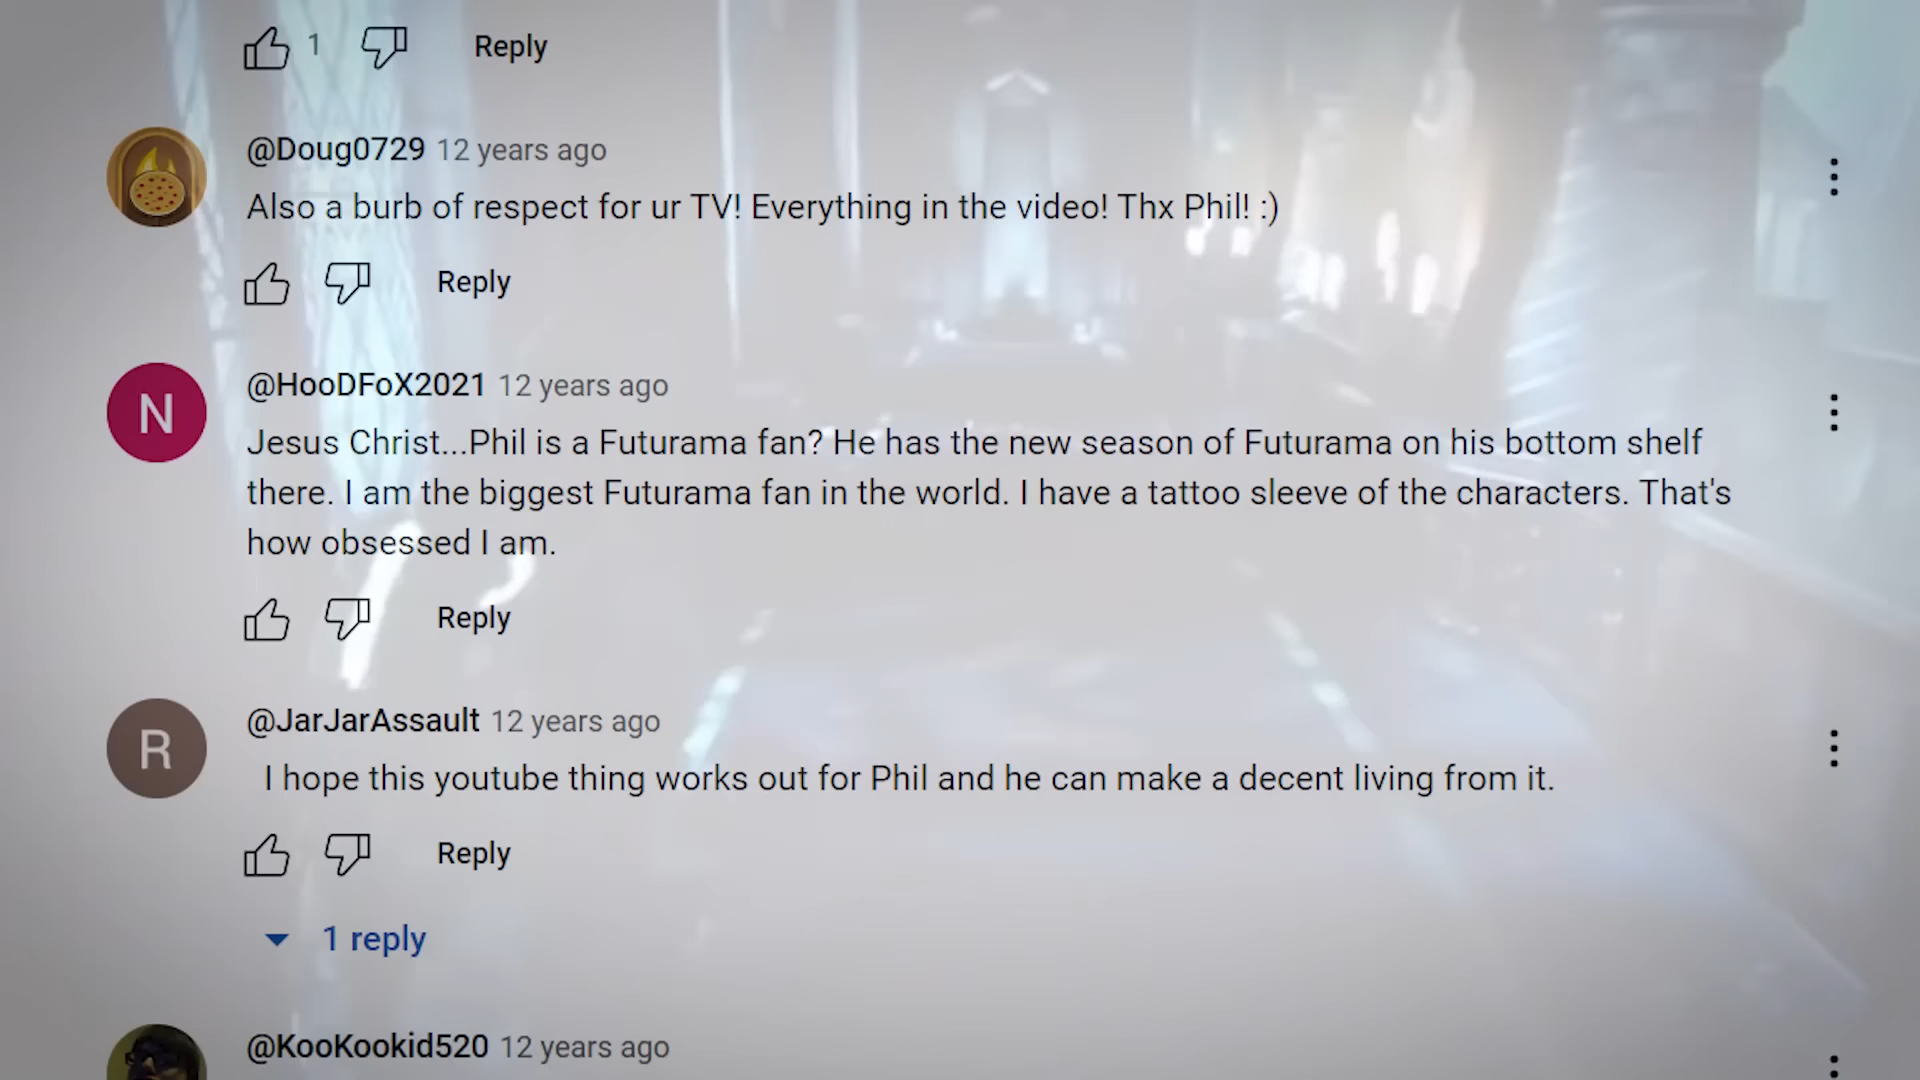 1 Reply
@Doug0729 12 years ago
Also a burb of respect for ur TV! Everything in the video! Thx Phil! :)
Reply
N
@HooDFoX2021 12 years ago
Jesus Christ...Phil is a Futurama fan? He has the new season of Futurama on his bottom shelf
there. I am the biggest Futurama fan in the world. I have a tattoo sleeve of the characters. That's
how obsessed I am.
Reply
R
@JarJarAssault 12 years ago
I hope this youtube thing works out for Phil and he can make a decent living from it.
Reply
1 reply
@KooKookid520 12 years ago